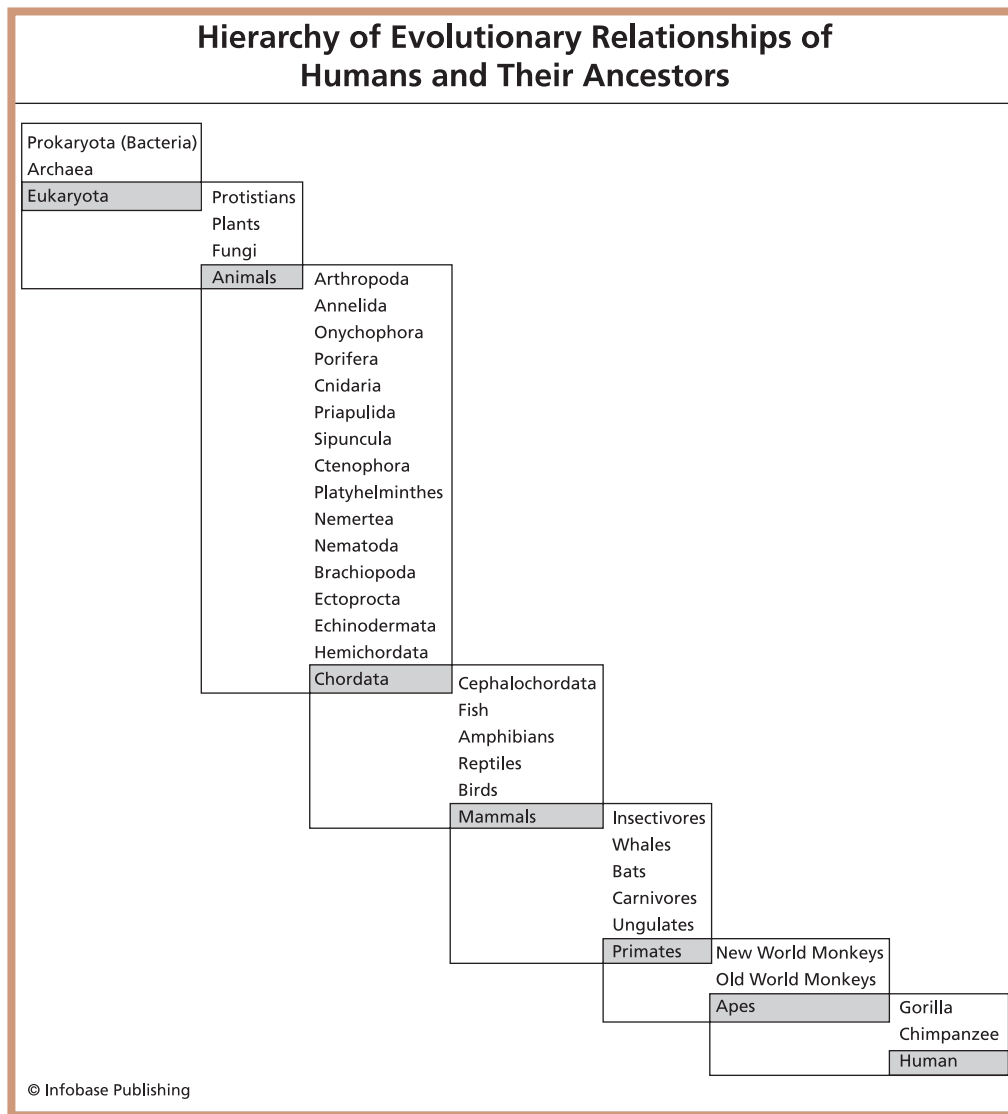 Hierarchy of Evolutionary Relationships of
Humans and Their Ancestors
Prokaryota (Bacteria)
Archaea
Eukaryota
Protistians
Plants
Fungi
Animals
Arthropoda
Annelida
Onychophora
Porifera
Cnidaria
Priapulida
Sipuncula
Ctenophora
Platyhelminthes
Nemertea
Nematoda
Brachiopoda
Ectoprocta
Echinodermata
Hemichordata
Chordata
Cephalochordata
Fish
Amphibians
Reptiles
Birds
Mammals
Insectivores
Whales
Bats
Carnivores
Ungulates
Primates
New World Monkeys
Old World Monkeys
Apes
Gorilla
Chimpanzee
Human
© Infobase Publishing